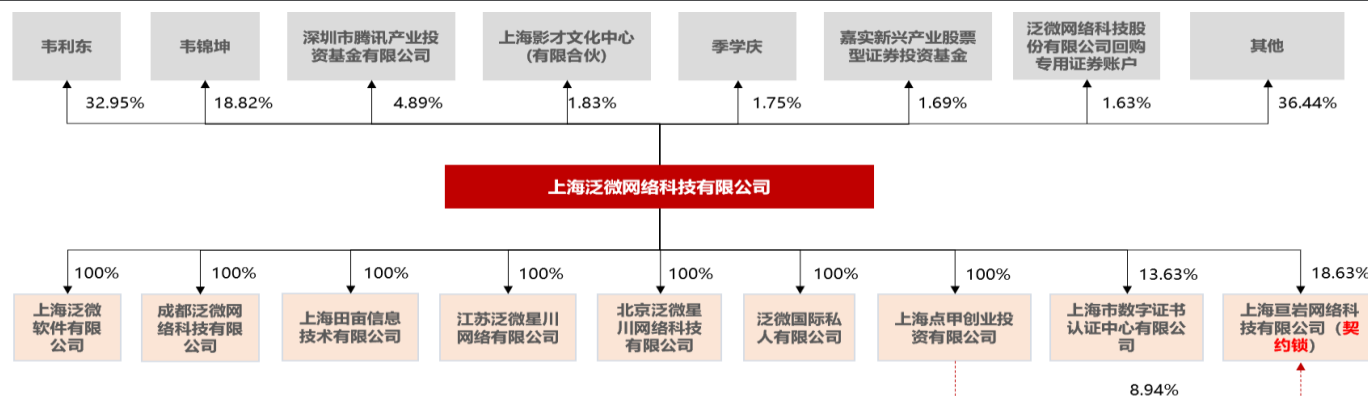 韦利东
韦锦坤
深圳市腾讯产业投
资基金有限公司
上海影才文化中心
(有限合伙)
季学庆
嘉实新兴产业股票
型证券投资基金
泛微网络科技股
份有限公司回购
专用证券账户
其他
32.95%
18.82%
4.89%
1.83%
1.75%
1.69%
1.63%
36.44%
上海泛微网络科技有限公司
100%
100%
100%
100%
100%
100%
100%
13.63%
18.63%
上海泛微
软件有限
公司
成都泛微网
络科技有限
公司
上海田亩信息
技术有限公司
江苏泛微星川
网络有限公司
北京泛微星
川网络科技
有限公司
泛微国际私
人有限公司
上海点甲创业投
资有限公司
上海市数字证书
认证中心有限公
司
上海亘岩网络科
技有限公司（契
约锁）
8.94%